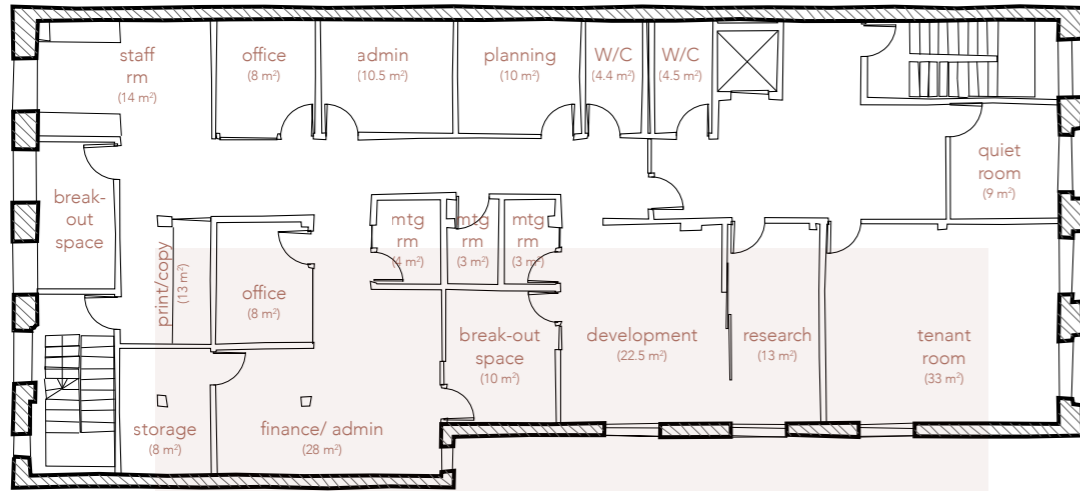 staff
rm
(14 m²)
office
(8 m²)
admin
(10.5 m²)
planning
(10 m²)
W/C
(4.4 m²)
W/C
(4.5 m²)
quiet
room
(9 m²)
break-
out
space
print/copy
(13 m²)
office
(8 m²)
mtg
rm
(4 m²)
mtg
rm
(3 m²)
mtg
rm
(3 m²)
break-out
space
(10 m²)
development
(22.5 m²)
research
(13 m²)
tenant
room
(33 m²)
storage
(8 m²)
finance/ admin
(28 m²)